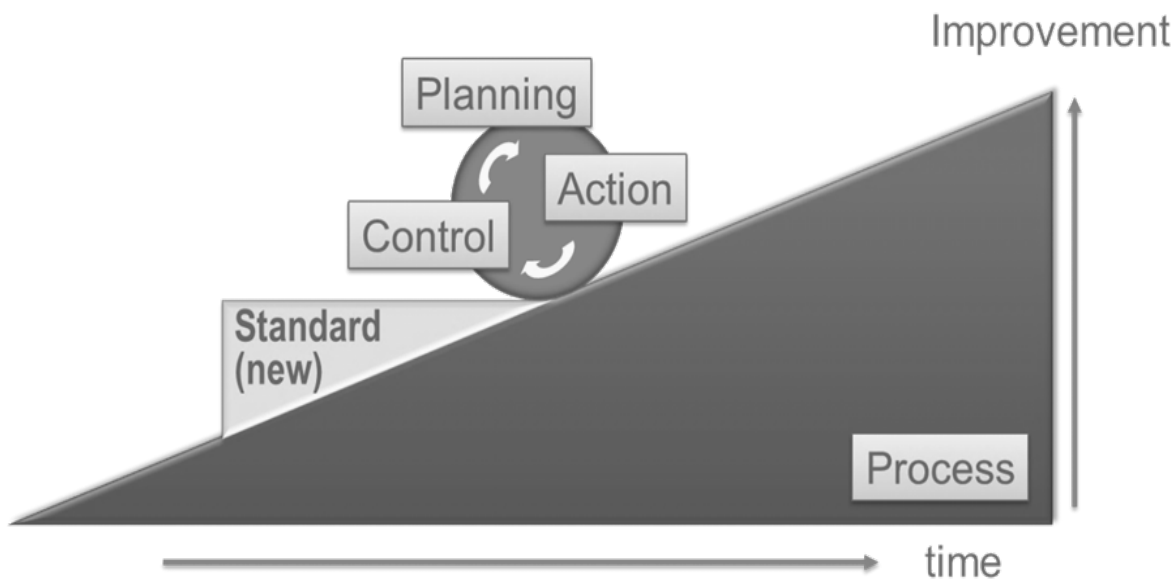 Improvement
Planning
Action
Control
Standard
(new)
Process
time